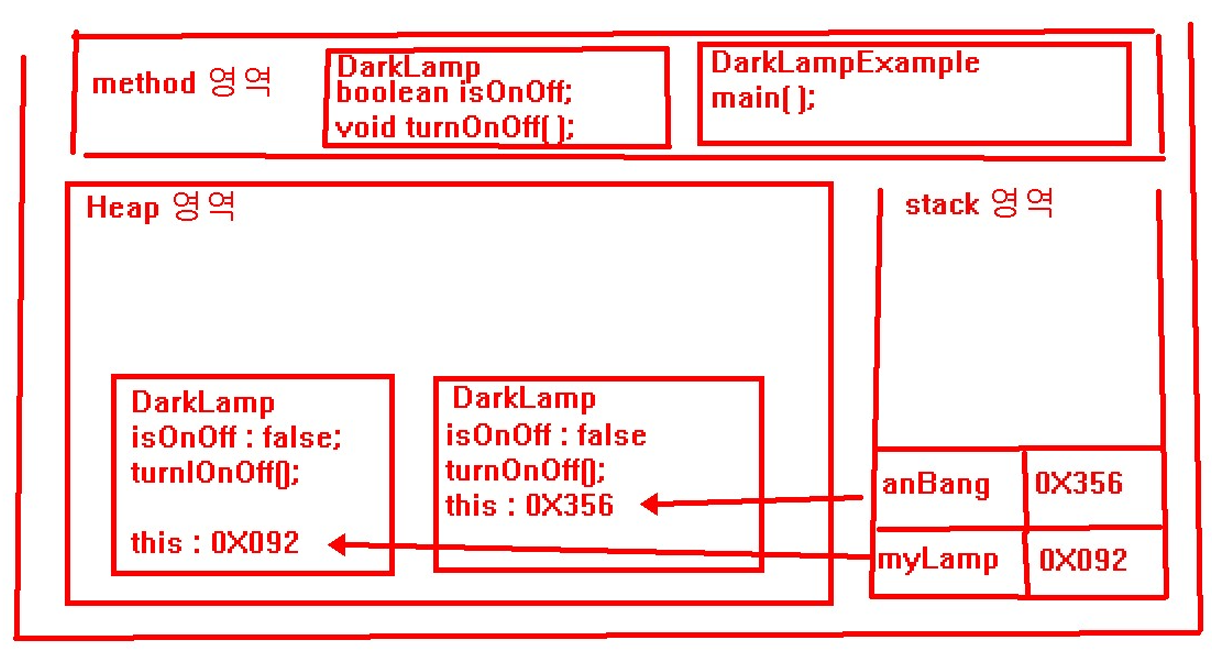 method 영역
DarkLamp
boolean isOnOff;
void turnOnOff( );
DarkLampExample
main( );
Heap 영역
stack 영역
DarkLamp
isOnOff : false;
turnlOnOff();
this : 0X092
DarkLamp
isOnOff : false
turnOnOff();
this : 0X356
anBang 0X356
myLamp 0X092